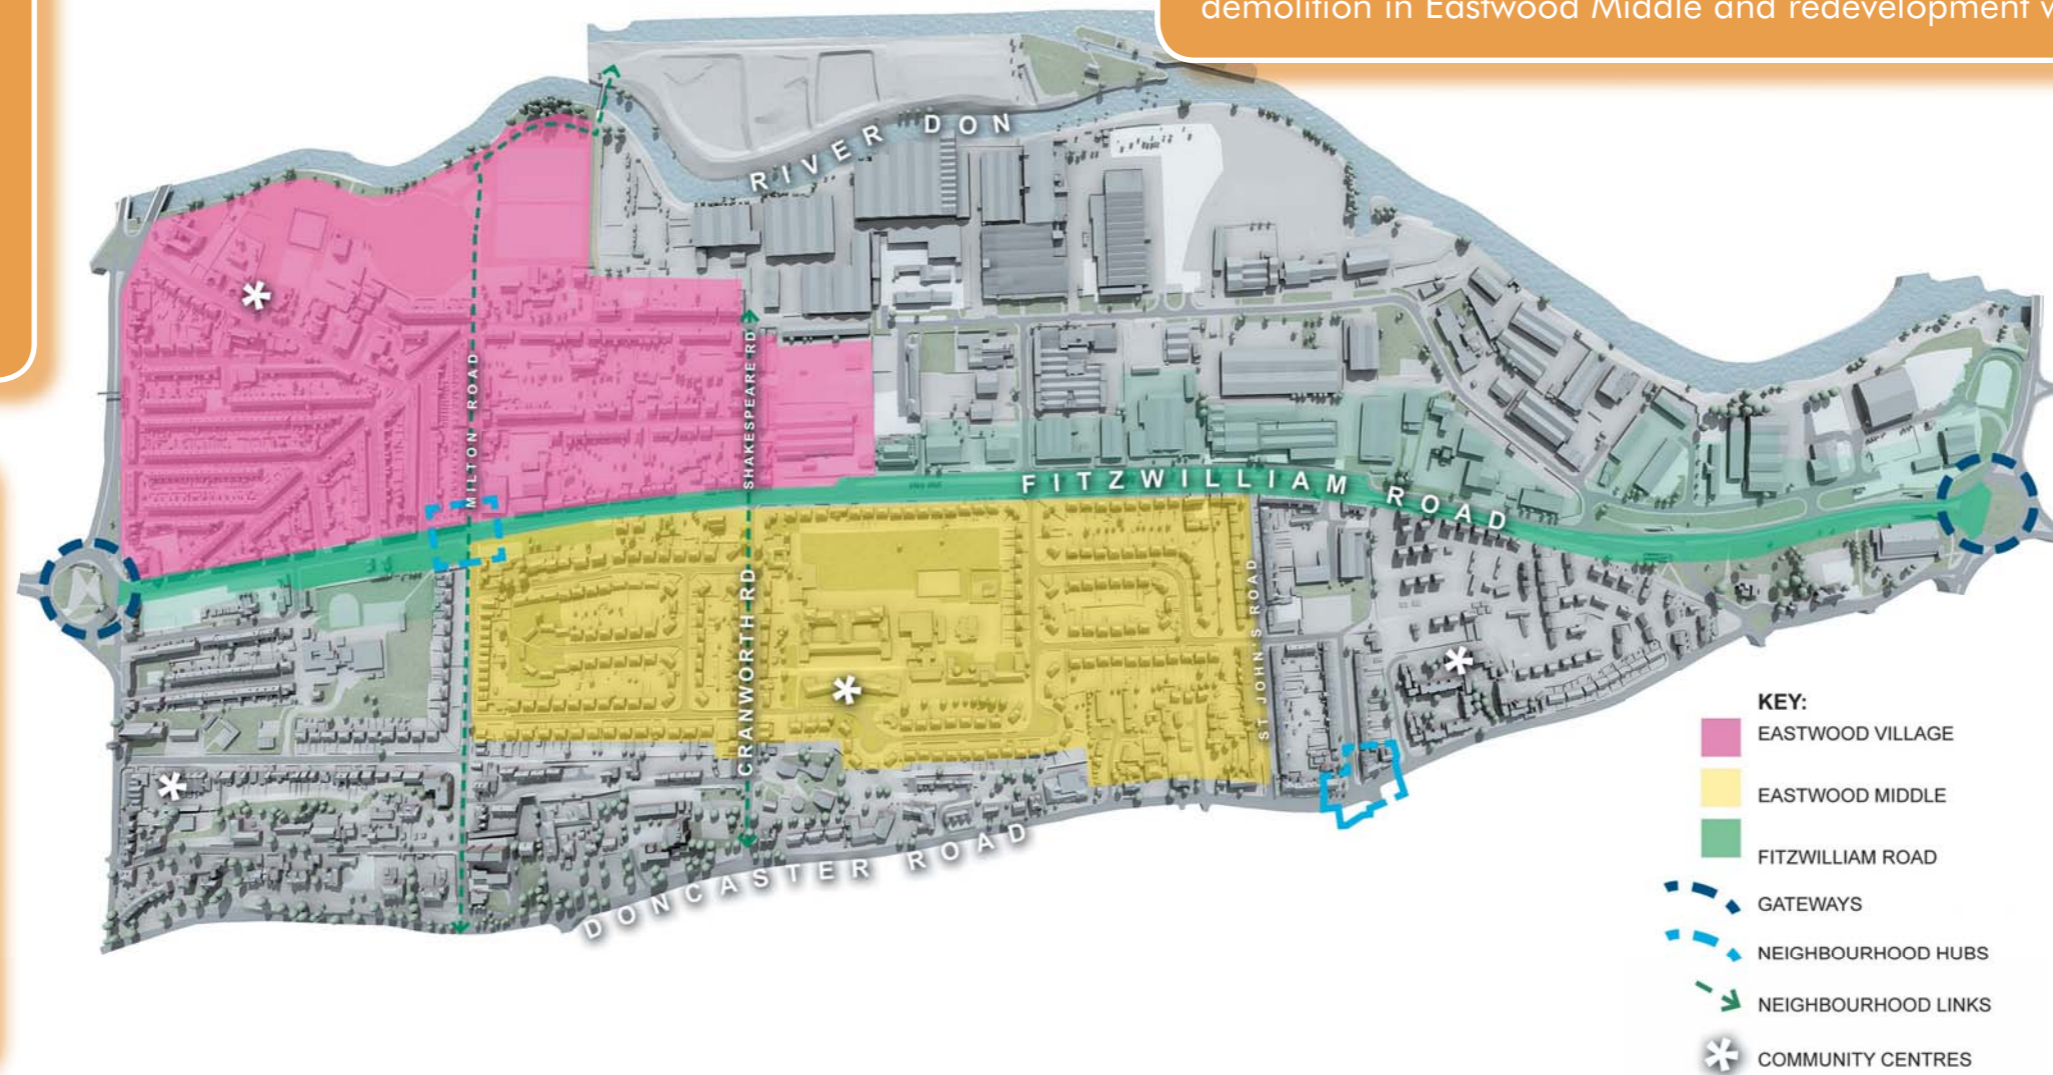 demolition in Eastwood Middle and redevelopment
RIVER DON
MILTON ROAD
SHAKESPEARE RD
FITZWILLIAM ROAD
CRANWORTH RD
ST JOHN'S ROAD
DONCASTER ROAD
KEY:
EASTWOOD VILLAGE
EASTWOOD MIDDLE
FITZWILLIAM ROAD
GATEWAYS
NEIGHBOURHOOD HUBS
NEIGHBOURHOOD LINKS
COMMUNITY CENTRES